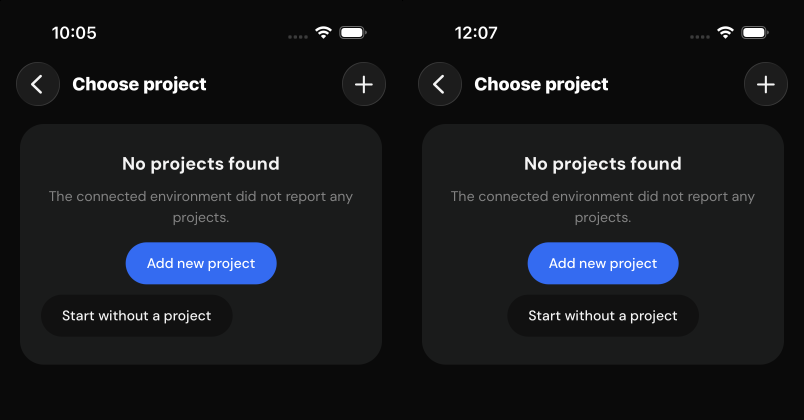 10:05
Choose project
No projects found
The connected environment did not report any
projects.
Add new project
Start without a project
12:07
Choose project
No projects found
The connected environment did not report any
projects.
Add new project
Start without a project